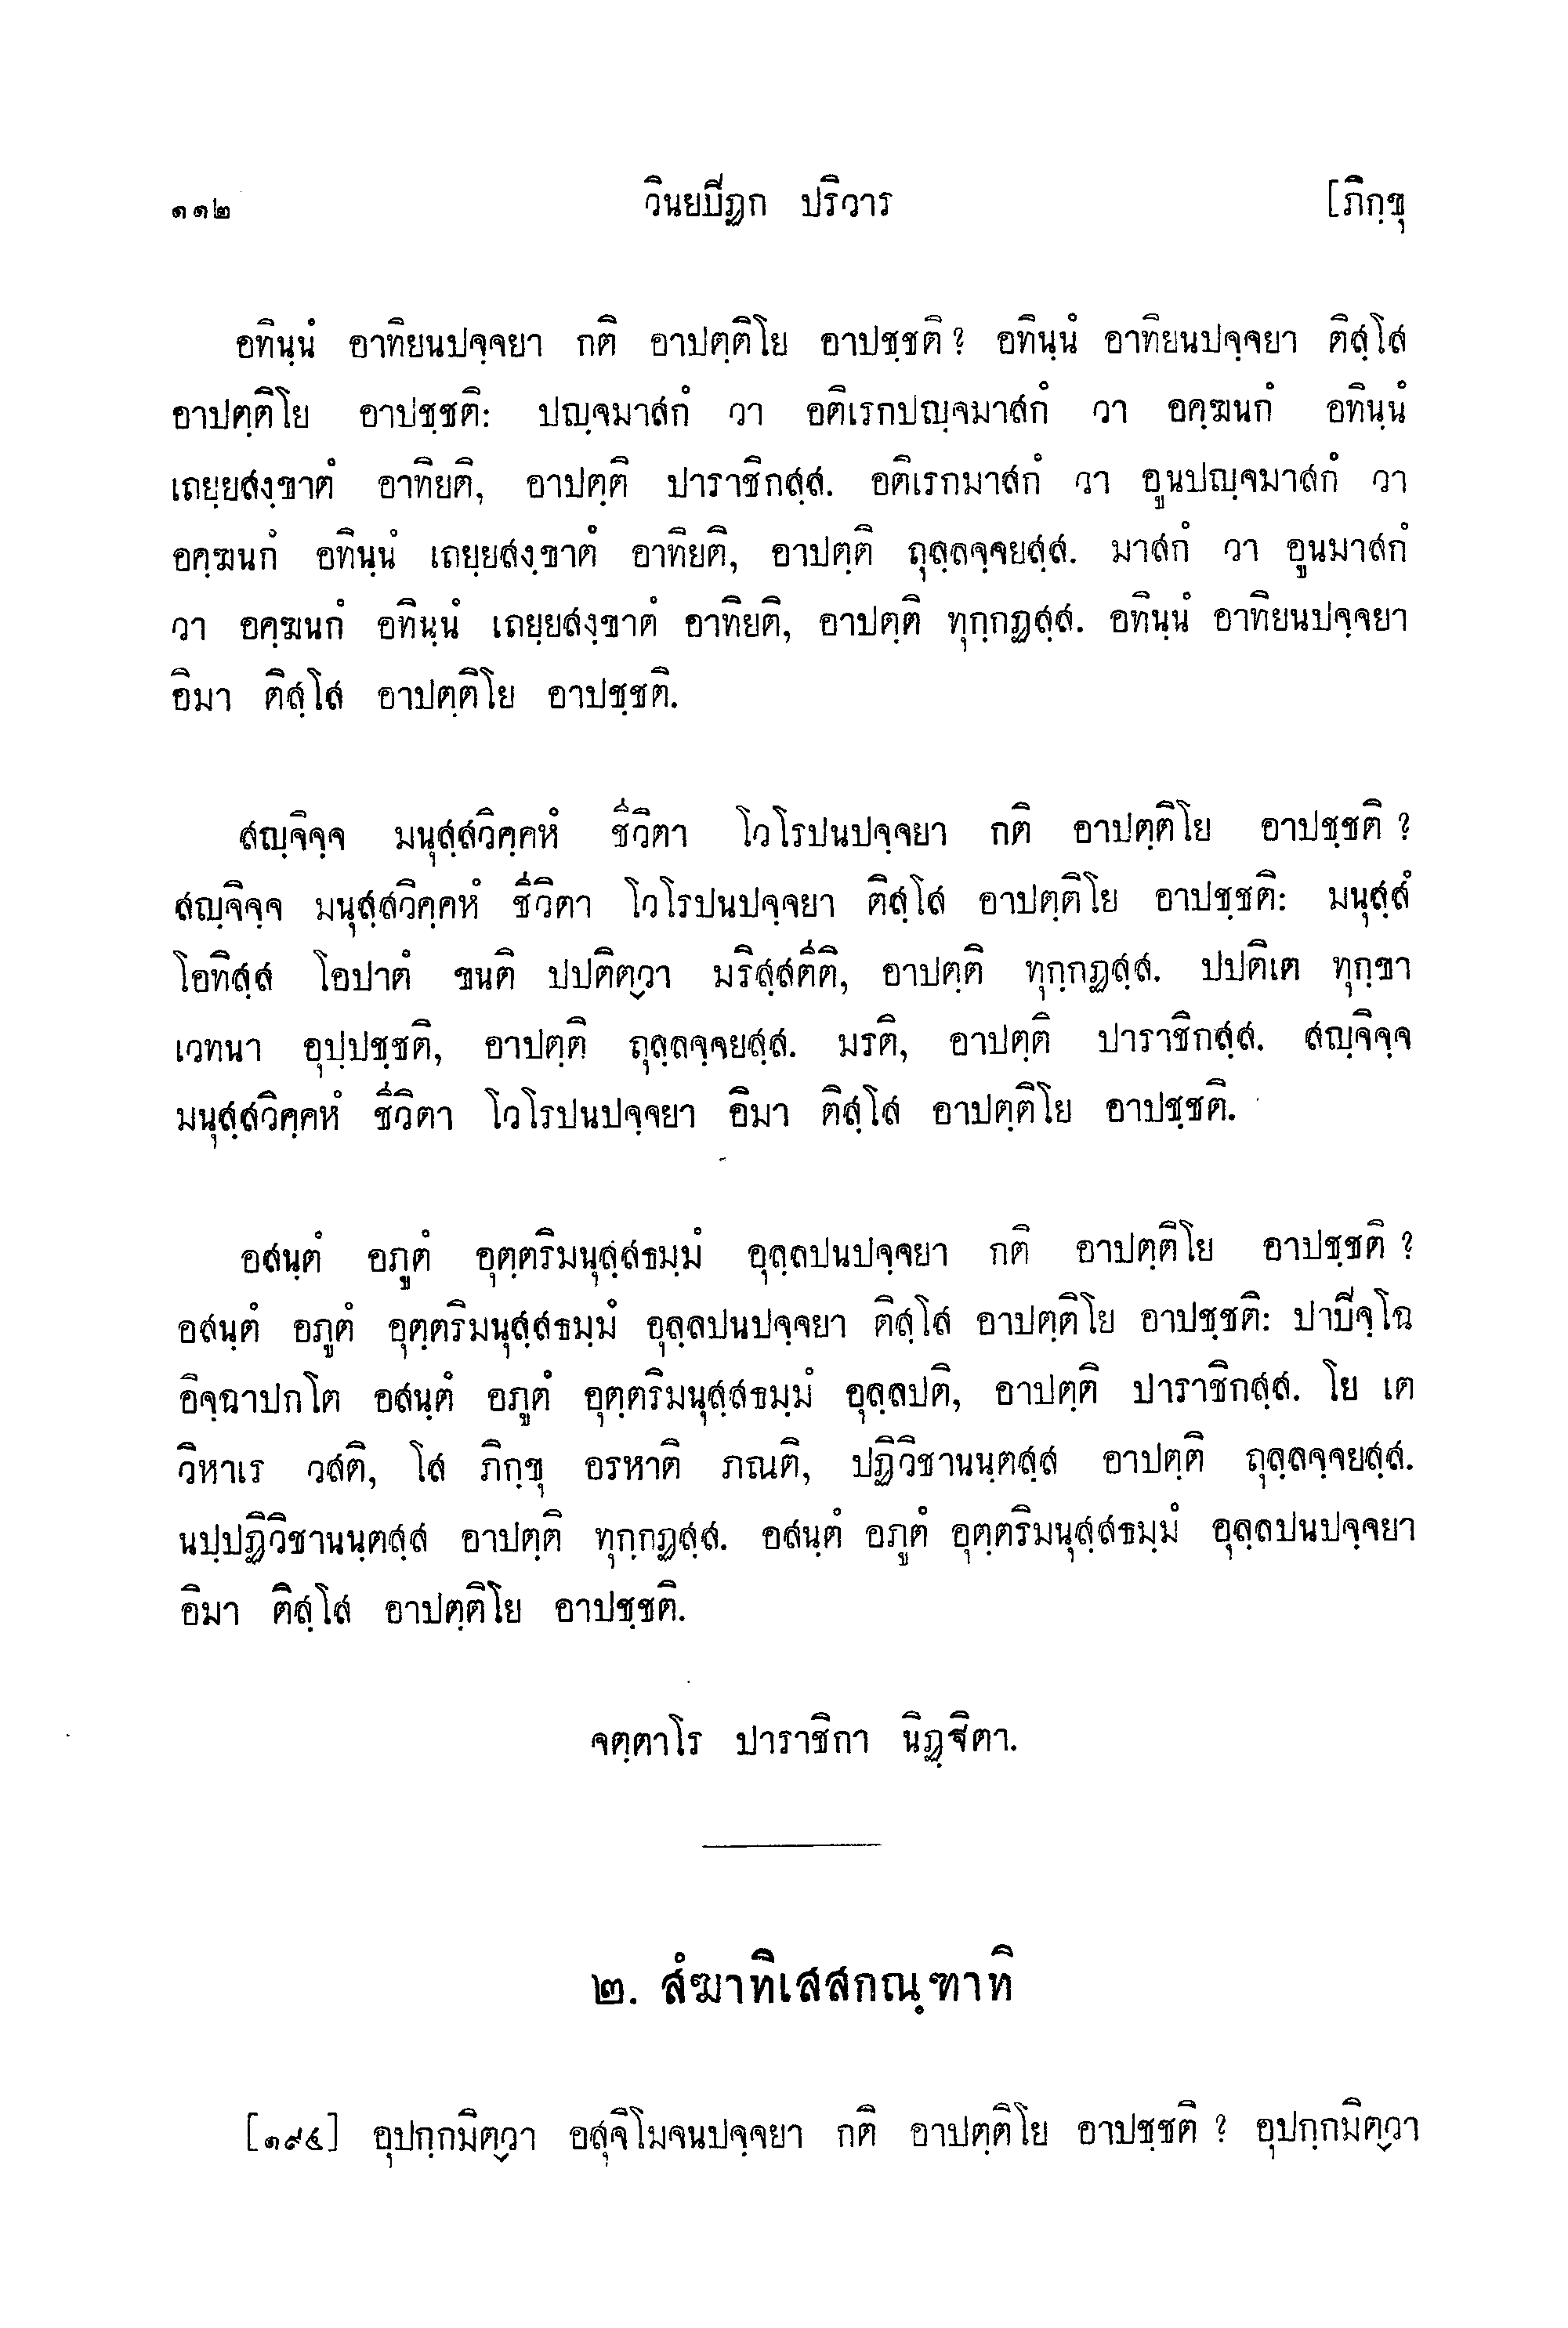 ๑๑๒ วินยปีฏก ปริวาร [ภิกฺขุ
อทินฺนํ อาทิยนปจฺจยา กติ อาปตฺติโย อาปชฺชติ ? อทินฺนํ อาทิยนปจฺจยา ติสฺโส
อาปตฺติโย อาปชฺชติ: ปญฺจมาสกํ วา อติเรกปญฺจมาสกํ วา อคฺฆนกํ อทินฺนํ
เถยฺยสงฺขาตํ อาทิยติ, อาปตฺติ ปาราชิกสฺส. อติเรกมาสกํ วา อูนปญฺจมาสกํ วา
อคฺฆนกํ อทินฺนํ เถยฺยสงฺขาตํ อาทิยติ, อาปตฺติ ถุลฺลจฺจยสฺส. มาสกํ วา อูนมาสกํ
วา อคฺฆนกํ อทินฺนํ เถยฺยสงฺขาตํ อาทิยติ, อาปตฺติ ทุกฺกฏสฺส. อทินฺนํ อาทิยนปจฺจยา
อิมา ติสฺโส อาปตฺติโย อาปชฺชติ.
สญฺจิจฺจ มนุสฺสวิคฺคหํ ชีวิตา โวโรปนปจฺจยา กติ อาปตฺติโย อาปชฺชติ ?
สญฺจิจฺจ มนุสฺสวิคฺคหํ ชีวิตา โวโรปนปจฺจยา ติสฺโส อาปตฺติโย อาปชฺชติ: มนุสฺสํ
โอทิสฺส โอปาตํ ขนติ ปปติตฺวา มริสฺสตีติ, อาปตฺติ ทุกฺกฏสฺส. ปปติเต ทุกฺขา
เวทนา อุปฺปชฺชติ, อาปตฺติ ถุลฺลจฺจยสฺส. มรติ, อาปตฺติ ปาราชิกสฺส. สญฺจิจฺจ
มนุสฺสวิคฺคหํ ชีวิตา โวโรปนปจฺจยา อิมา ติสฺโส อาปตฺติโย อาปชฺชติ.
อสนฺตํ อภูตํ อุตฺตริมนุสฺสธมฺมํ อุลฺลปนปจฺจยา กติ อาปตฺติโย อาปชฺชติ ?
อสนฺตํ อภูตํ อุตฺตริมนุสฺสธมฺมํ อุลฺลปนปจฺจยา ติสฺโส อาปตฺติโย อาปชฺชติ: ปาปีจฺโฉ
อิจฺฉาปกโต อสนฺตํ อภูตํ อุตฺตริมนุสฺสธมฺมํ อุลฺลปติ, อาปตฺติ ปาราชิกสฺส. โย เต
วิหาเร วสติ, โส ภิกฺขุ อรหาติ ภณติ, ปฏิวิชานนฺตสฺส อาปตฺติ ถุลฺลจฺจยสฺส.
นปฺปฏิวิชานนฺตสฺส อาปตฺติ ทุกฺกฏสฺส. อสนฺตํ อภูตํ อุตฺตริมนุสฺสธมฺมํ อุลฺลปนปจฺจยา
อิมา ติสฺโส อาปตฺติโย อาปชฺชติ.
จตฺตาโร ปาราชิกา นิฏฺฐิตา.
๒. สํฆาทิเสสกณฺฑาทิ
[๑๙๔] อุปกฺกมิตฺวา อสุจิโมจนปจฺจยา กติ อาปตฺติโย อาปชฺชติ ? อุปกฺกมิตฺวา